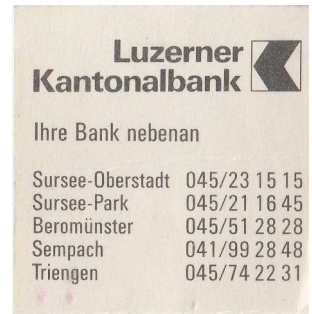 Luzerner
Kantonalbank
Ihre Bank nebenan
Sursee-Oberstadt 045/23 15 15
Sursee-Park 045/21 16 45
Beromünster 045/51 28 28
Sempach 041/99 28 48
Triengen 045/74 22 31